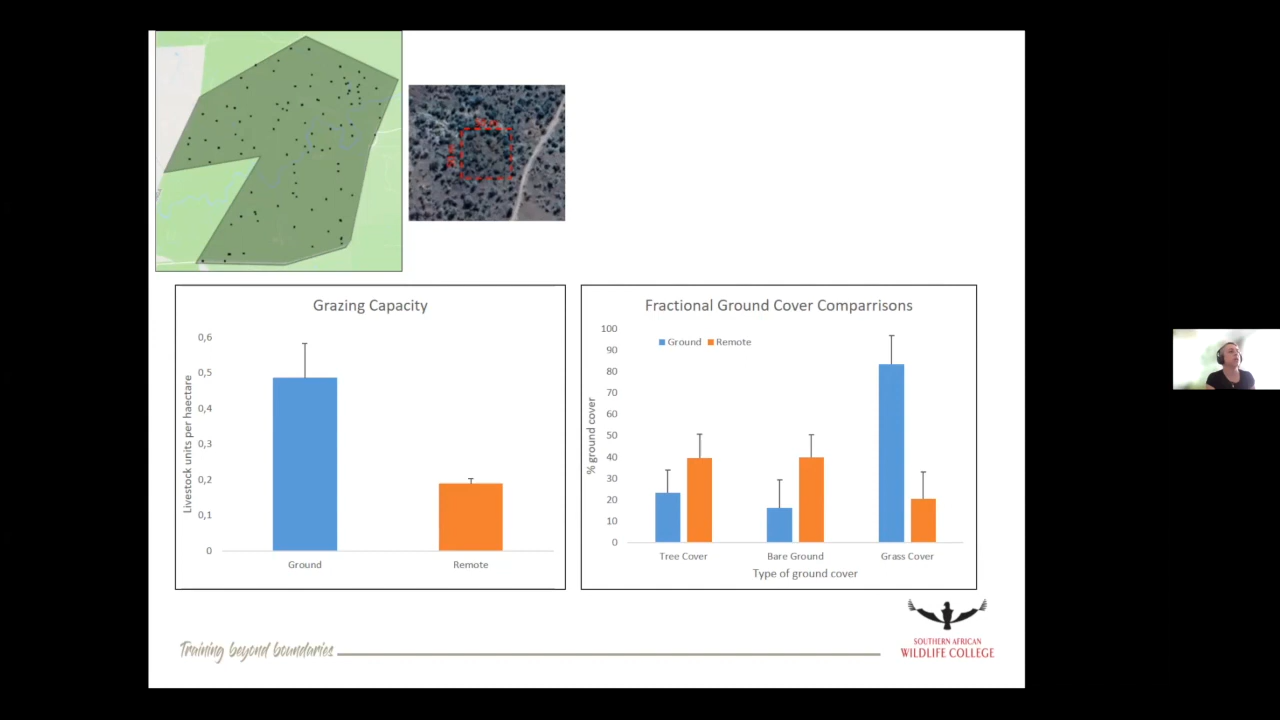 Grazing Capacity
Livestock units per haectare
0,6
0,5
0,4
0,3
0,2
0,1
0
Ground
Remote
Fractional Ground Cover Comparrisons
Ground Remote
% ground cover
100
90
80
70
60
50
40
30
20
10
0
Tree Cover
Bare Ground
Grass Cover
Type of ground cover
Training beyond boundaries
SOUTHERN AFRICAN
WILDLIFE COLLEGE